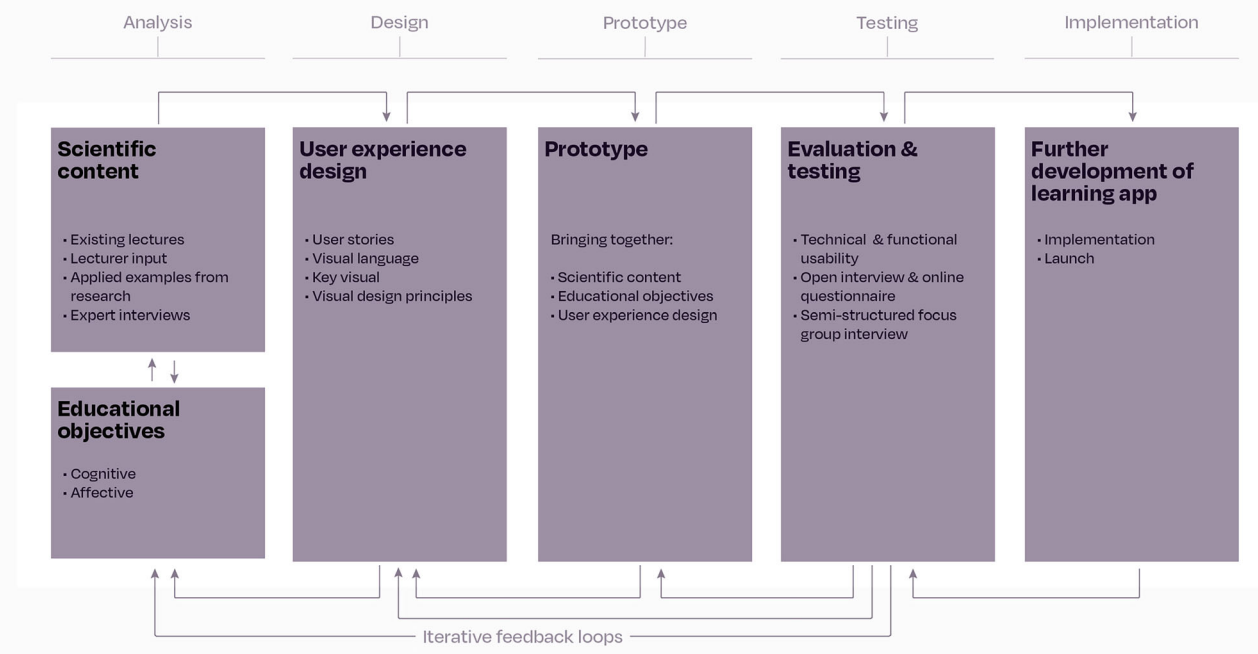 Analysis
Design
Prototype
Testing
Implementation
Scientific
content
• Existing lectures
• Lecturer input
• Applied examples from
research
• Expert interviews
Educational
objectives
• Cognitive
• Affective
User experience
design
• User stories
• Visual language
• Key visual
• Visual design principles
Prototype
Bringing together:
• Scientific content
• Educational objectives
• User experience design
Evaluation &
testing
• Technical & functional
usability
• Open interview & online
questionnaire
• Semi-structured focus
group interview
Further
development of
learning app
• Implementation
• Launch
Iterative feedback loops